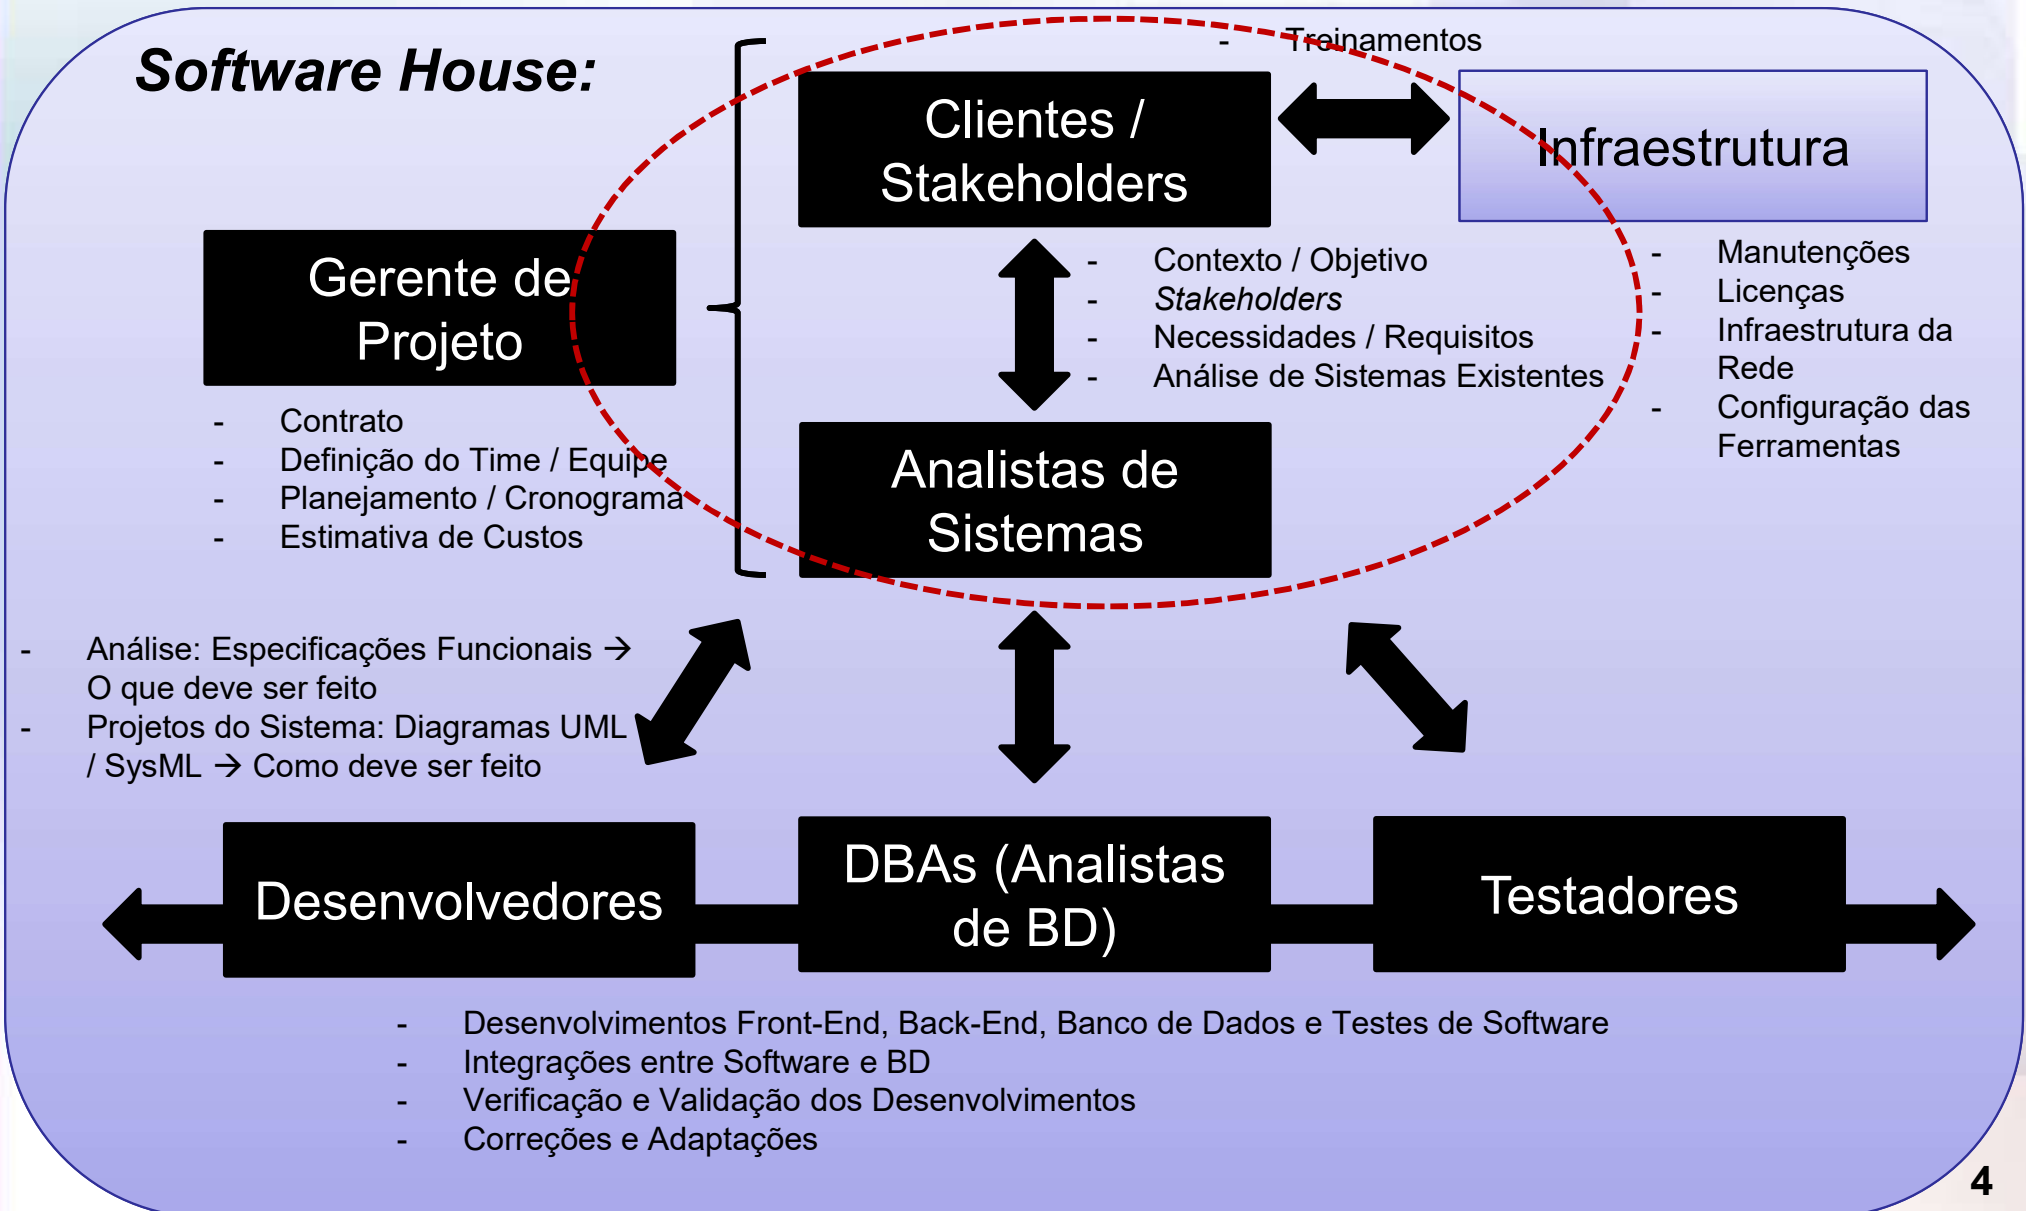 Software House:
- Treinamentos
Clientes /
Stakeholders
Infraestrutura
Gerente de
Projeto
- Contexto / Objetivo
- Stakeholders
- Necessidades / Requisitos
- Análise de Sistemas Existentes
- Manutenções
- Licenças
- Infraestrutura da
Rede
- Configuração das
Ferramentas
- Contrato
- Definição do Time / Equipe
- Planejamento / Cronograma
- Estimativa de Custos
Analistas de
Sistemas
- Análise: Especificações Funcionais →
O que deve ser feito
- Projetos do Sistema: Diagramas UML
/ SysML → Como deve ser feito
Desenvolvedores
DBAs (Analistas
de BD)
Testadores
- Desenvolvimentos Front-End, Back-End, Banco de Dados e Testes de Software
- Integrações entre Software e BD
- Verificação e Validação dos Desenvolvimentos
- Correções e Adaptações
4